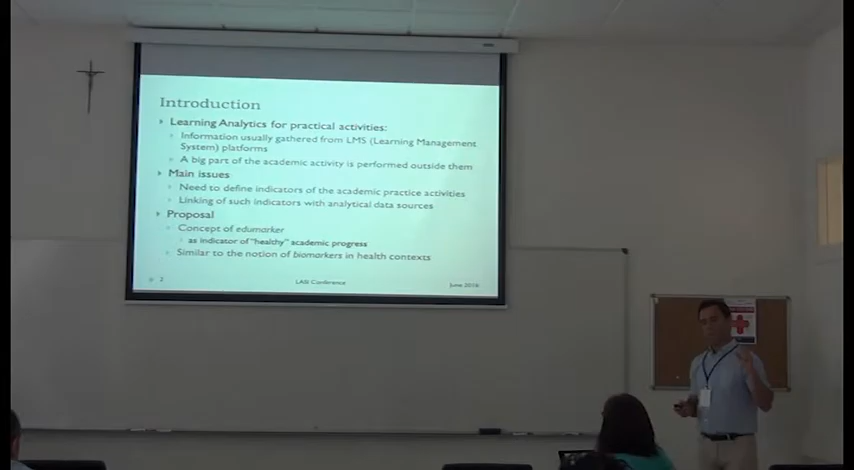 Introduction
Learning Analytics for practical activities:
Information usually gathered from LMS (Learning Management
System) platforms
A big part of the academic activity is performed outside them
Main issues
Need to define indicators of the academic practice activities
Linking of such indicators with analytical data sources
Proposal
Concept of edumarker
as indicator of "healthy" academic progress
Similar to the notion of biomarkers in health contexts
2
LASI Conference
June 2016